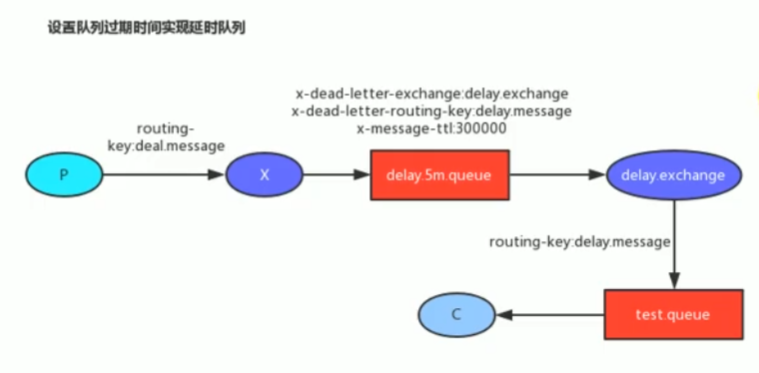 设置队列过期时间实现延时队列
x-dead-letter-exchange:delay.exchange
x-dead-letter-routing-key:delay.message
x-message-ttl:300000
routing-
key:deal.message
P
X
delay.5m.queue
delay.exchange
routing-key:delay.message
C
test.queue